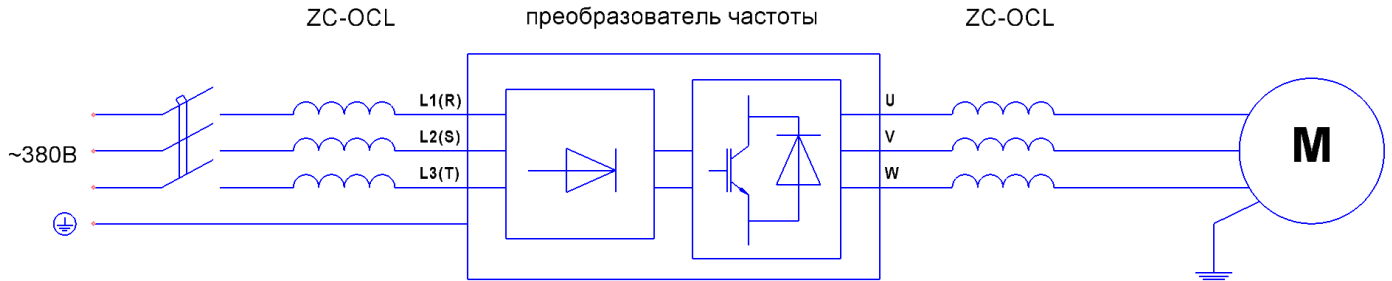 ZC-OCL преобразователь частоты ZC-OCL
L1(R) U
L2(S) V
~380В M
L3(T) W